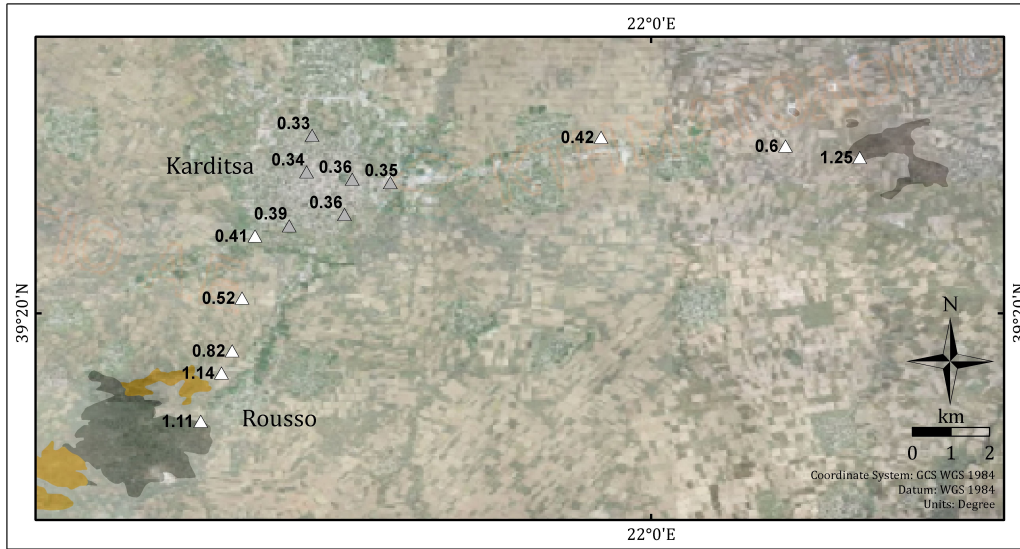 22°0'E
0.33
0.42
0.6
1.25
Karditsa
0.34
0.36
0.35
0.39
0.36
0.41
39°20'N
39°20'N
0.52
N
0.82
1.14
1.11
Rousso
km
0 1 2
Coordinate System: GCS WGS 1984
Datum: WGS 1984
Units: Degree
22°0'E